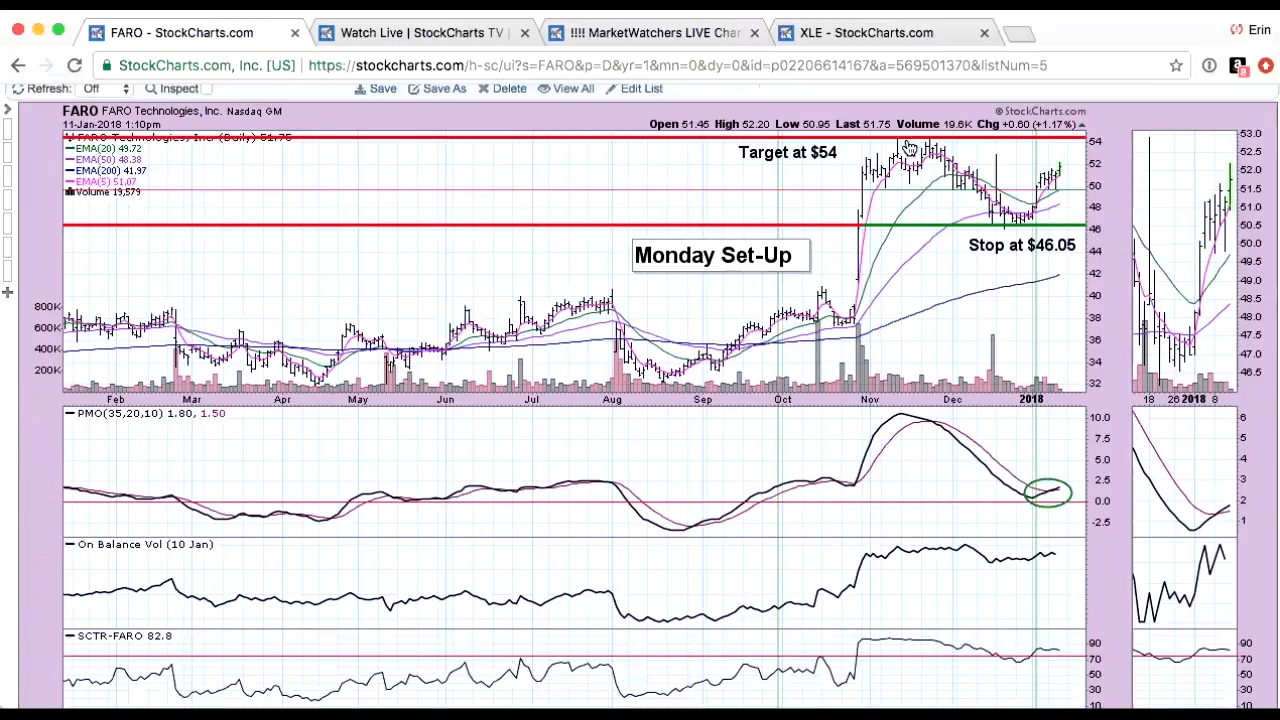 FARO - StockCharts.com
Watch Live | StockCharts TV |
!!!! MarketWatchers LIVE Char
XLE - StockCharts.com
Erin
StockCharts.com, Inc. [US] | https://stockcharts.com/h-sc/ui?s=FARO&p=D&yr=1&mn=0&dy=0&id=p02206614167&a=569501370&listNum=5
8
Refresh: Off Inspect Save Save As Delete View All Edit List
FARO FARO Technologies, Inc. Nasdaq GM
© StockCharts.com
11-Jan-2018 1:10pm
Open 51.45 High 52.20 Low 50.95 Last 51.75 Volume 19.6K Chg +0.60 (+1.17%)
FARO Technologies, Inc. (Daily) 51.75
EMA(20) 49.72
EMA(50) 48.38
EMA(200) 41.97
EMA(5) 51.07
Volume 19,579
Target at $54
Stop at $46.05
Monday Set-Up
54
52
50
48
46
42
40
38
36
34
32
800K
600K
400K
200K
53.0
52.5
52.0
51.5
51.0
50.5
50.0
49.5
49.0
48.5
48.0
47.5
47.0
46.5
Feb Mar Apr May Jun Jul Aug Sep Oct Nov Dec 2018
18 26 2018 8
PMO(35,20,10) 1.80, 1.50
10.0
7.5
5.0
2.5
0.0
-2.5
6
5
4
3
2
1
On Balance Vol (10 Jan)
SCTR-FARO 82.8
90
70
50
30
10
90
70
50
30
10